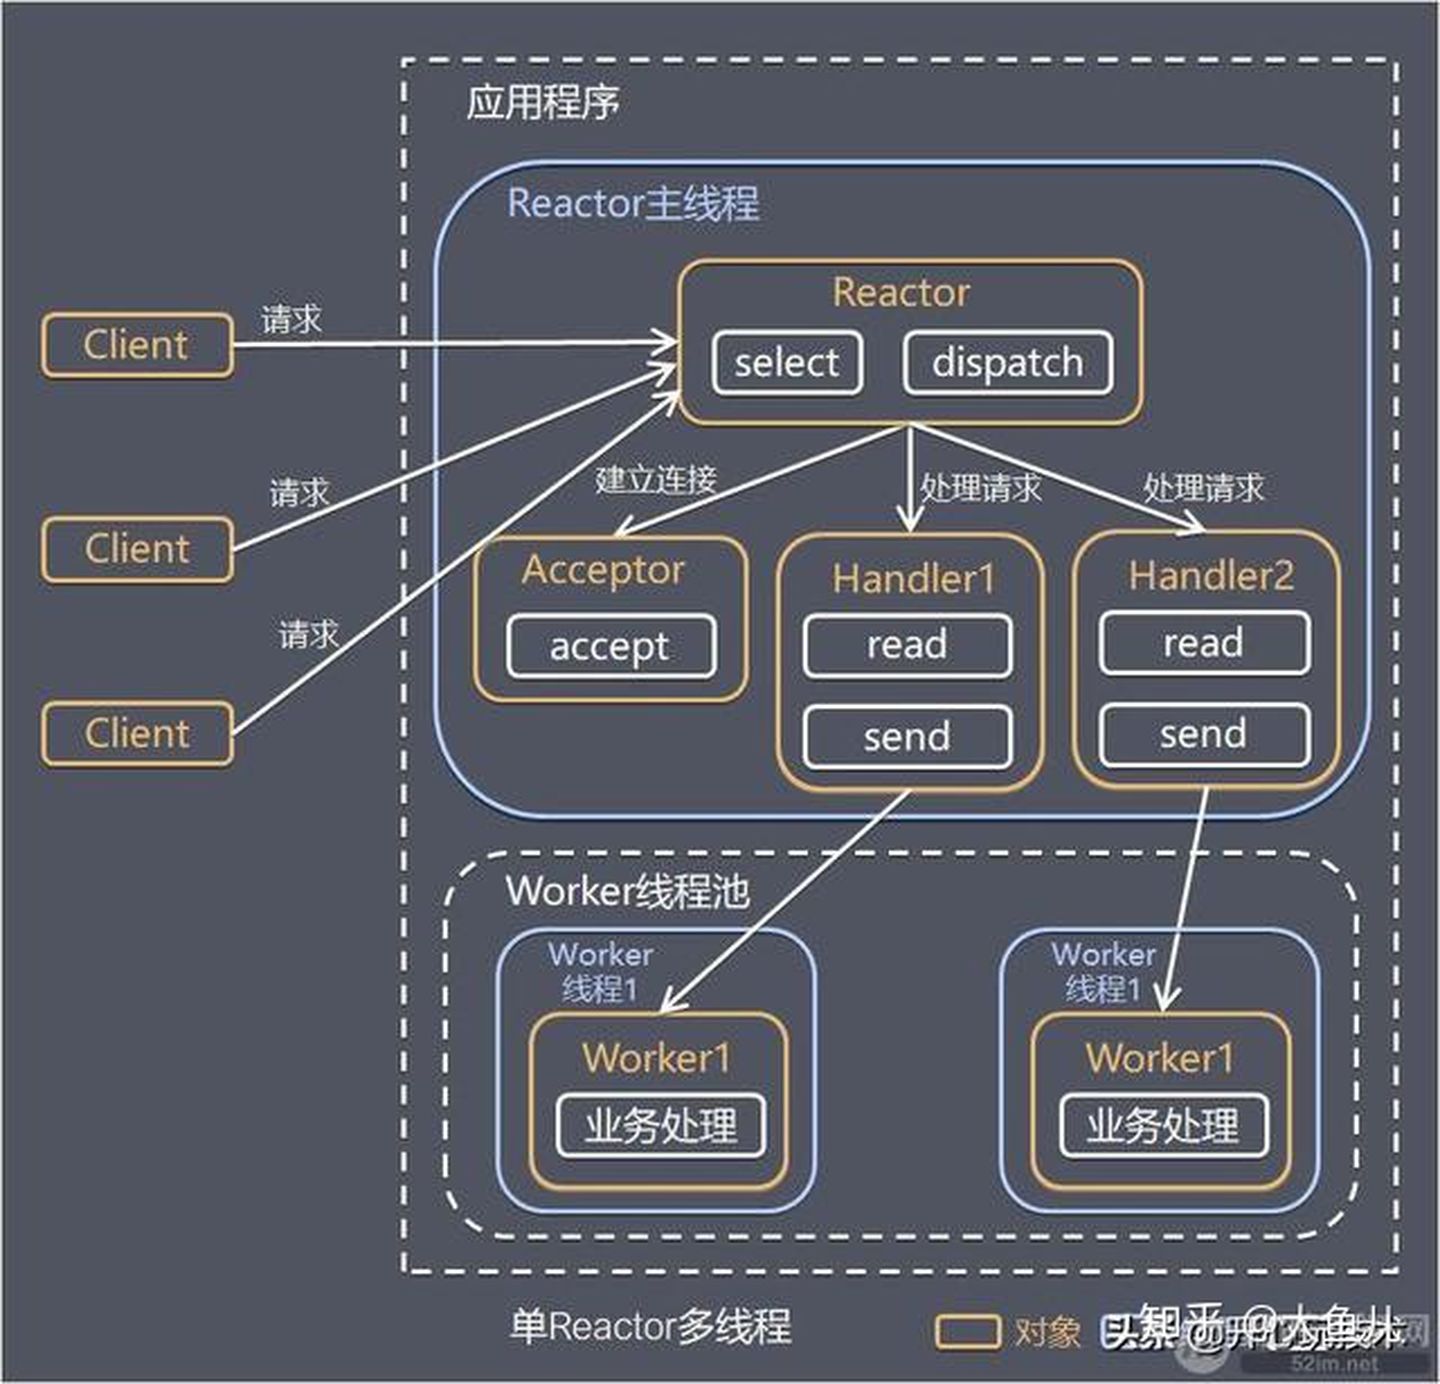 应用程序
Reactor主线程
Reactor
select
dispatch
Client
请求
Client
请求
Client
请求
建立连接
处理请求
处理请求
Acceptor
accept
Handler1
read
send
Handler2
read
send
Worker线程池
Worker
线程1
Worker1
业务处理
Worker
线程1
Worker1
业务处理
单Reactor多线程
对象
知乎 @大鱼儿
头条
52im.net